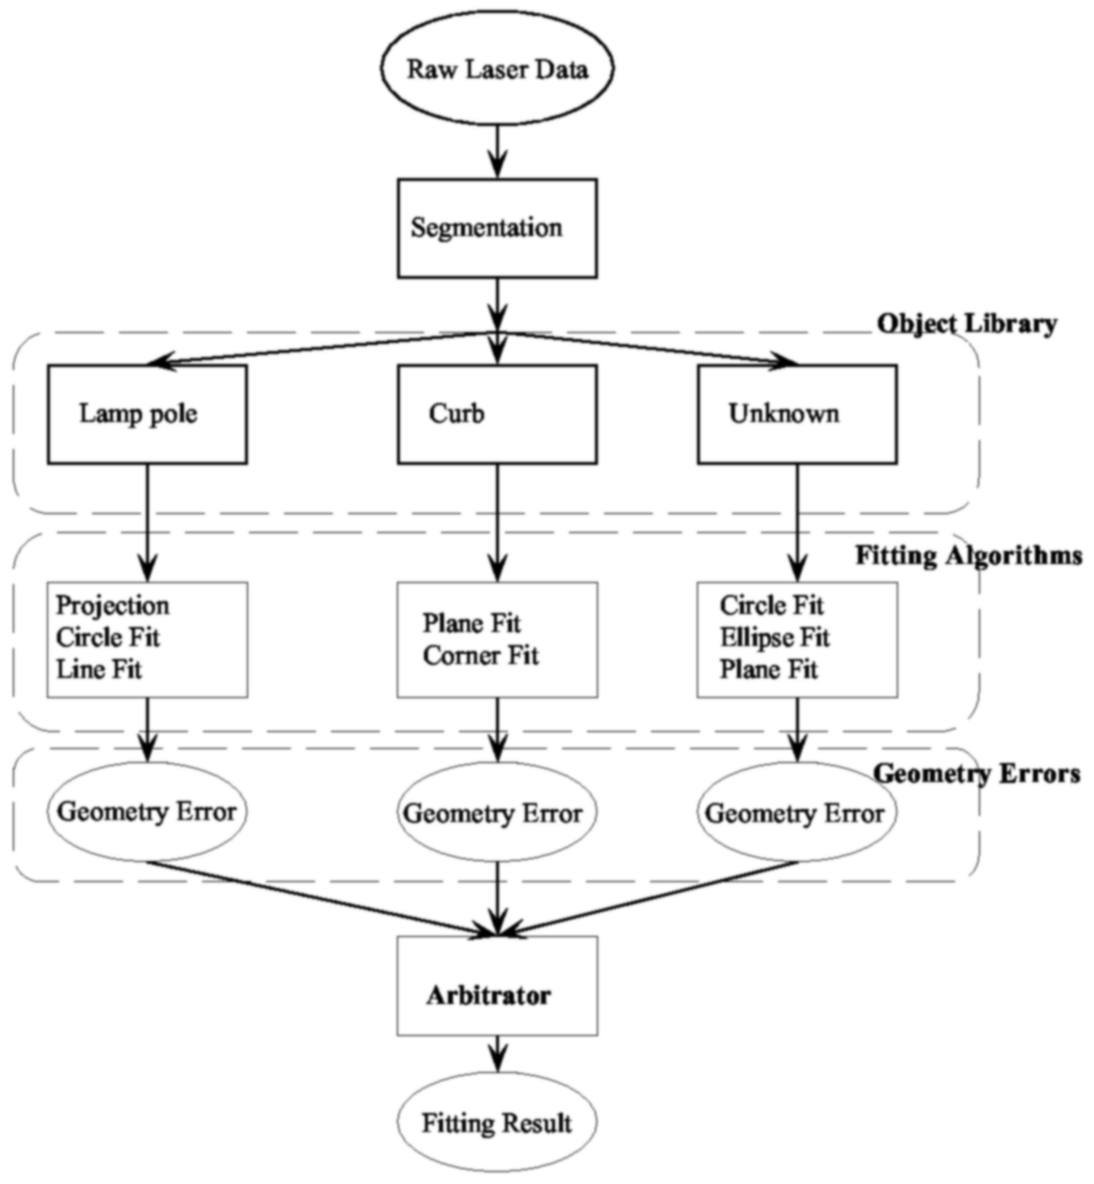 Raw Laser Data
Segmentation
Object Library
Lamp pole
Curb
Unknown
Fitting Algorithms
Projection
Circle Fit
Line Fit
Plane Fit
Corner Fit
Circle Fit
Ellipse Fit
Plane Fit
Geometry Errors
Geometry Error
Geometry Error
Geometry Error
Arbitrator
Fitting Result